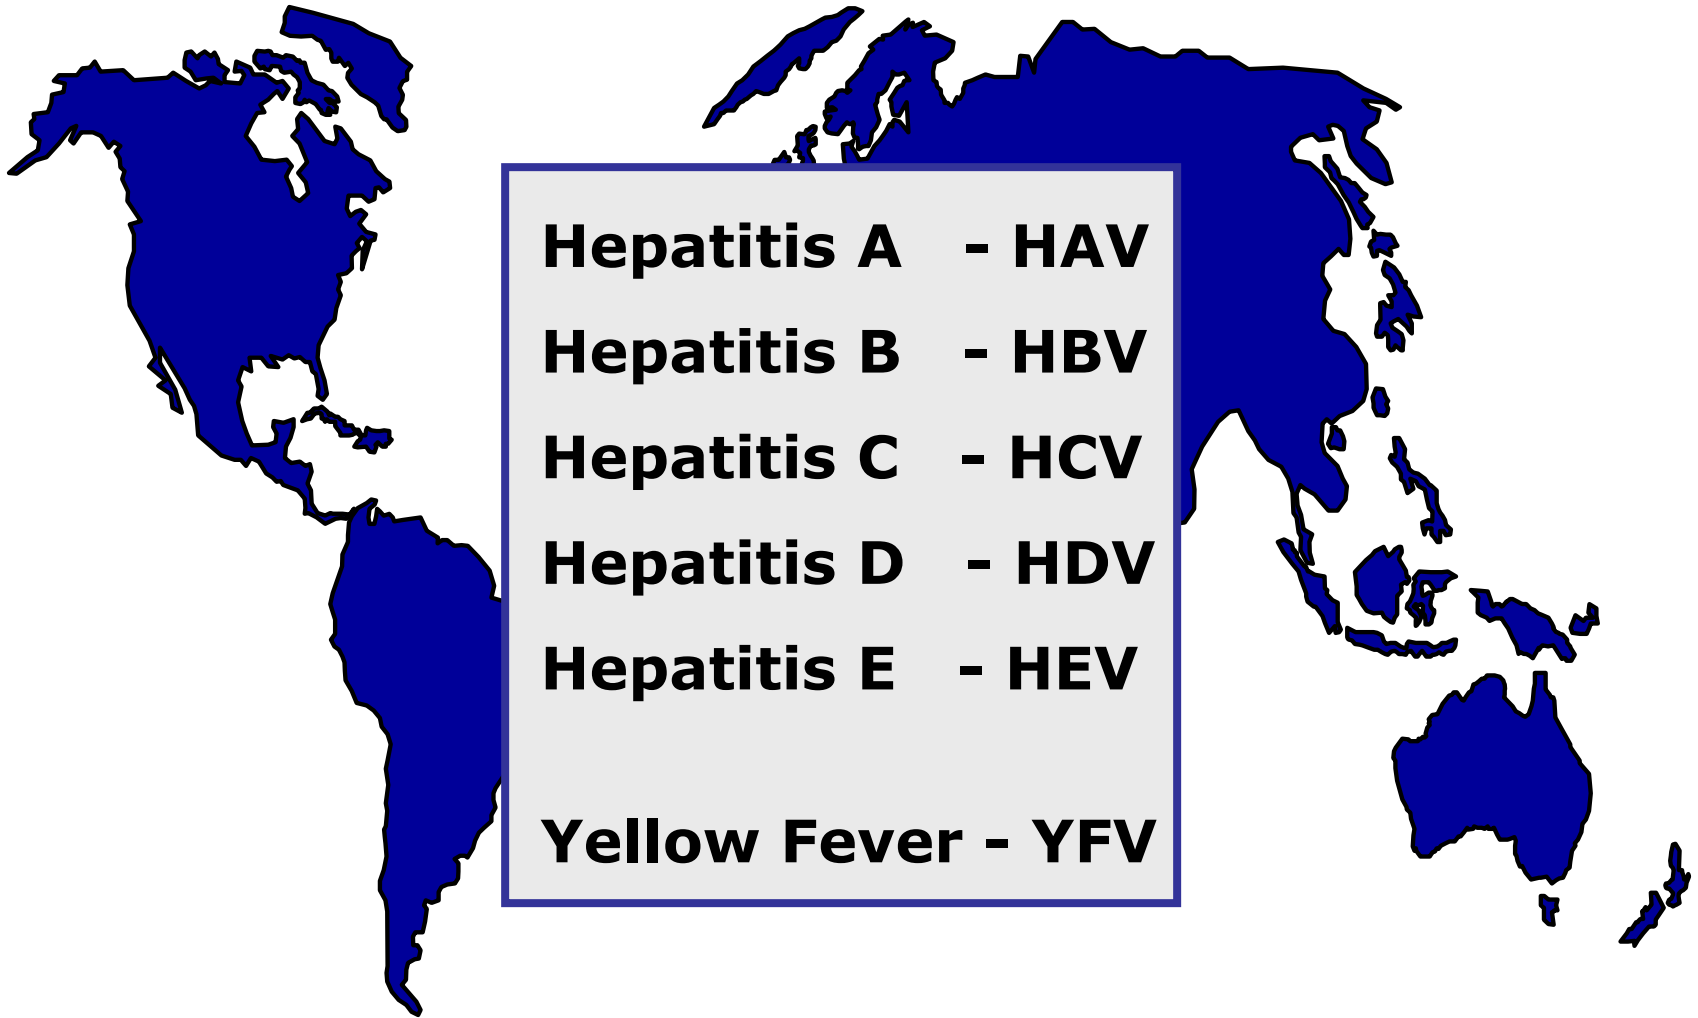 Hepatitis A - HAV
Hepatitis B - HBV
Hepatitis C - HCV
Hepatitis D - HDV
Hepatitis E - HEV
Yellow Fever - YFV